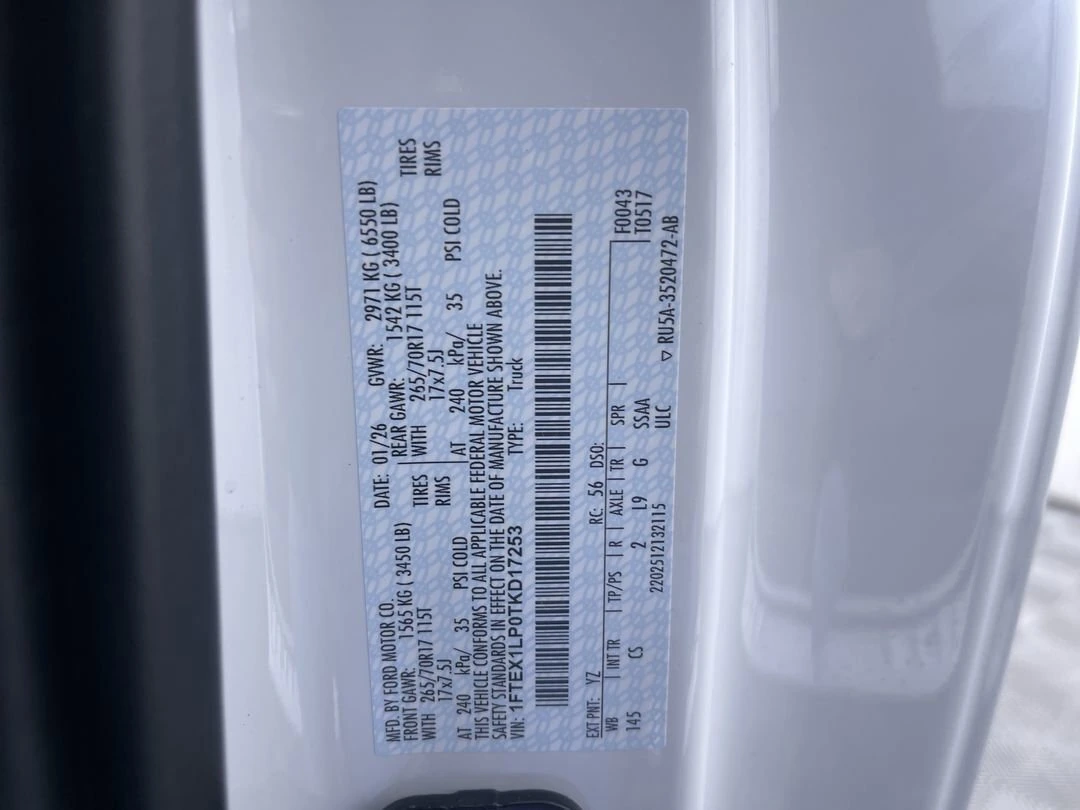 MFD. BY FORD MOTOR CO. DATE: 01/26 GVWR: 2971 KG ( 6550 LB)
FRONT GAWR: 1565 KG ( 3450 LB) REAR GAWR: 1542 KG ( 3400 LB)
WITH 265/70R17 115T TIRES WITH 265/70R17 115T TIRES
17x7.5J RIMS 17x7.5J RIMS
AT 240 kPa/ 35 PSI COLD AT 240 kPa/ 35 PSI COLD
THIS VEHICLE CONFORMS TO ALL APPLICABLE FEDERAL MOTOR VEHICLE
SAFETY STANDARDS IN EFFECT ON THE DATE OF MANUFACTURE SHOWN ABOVE.
VIN: 1FTEX1LP0TKD17253 TYPE: Truck
EXT PNT: YZ RC: 56 DSO:
WB INT TR TP/PS R AXLE TR SPR F0043
145 CS 2 L9 G SSAA T0517
2202512132115 ULC ▽ RU5A-3520472-AB